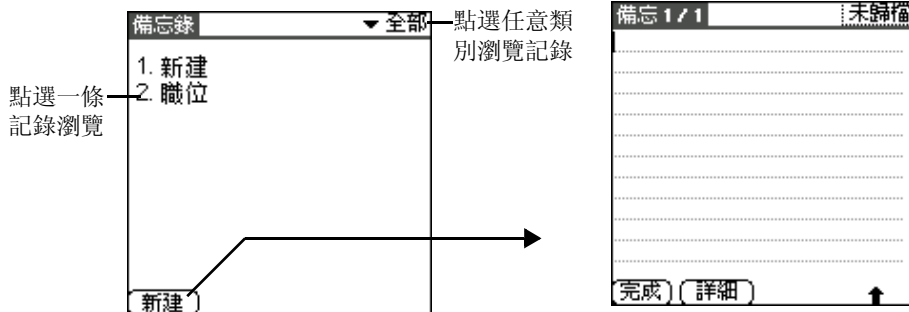 備忘錄
全部
點選任意類
別瀏覽記錄
1. 新建
2. 職位
點選一條
記錄瀏覽
新建
備忘 1 / 1
未歸檔
完成
詳細